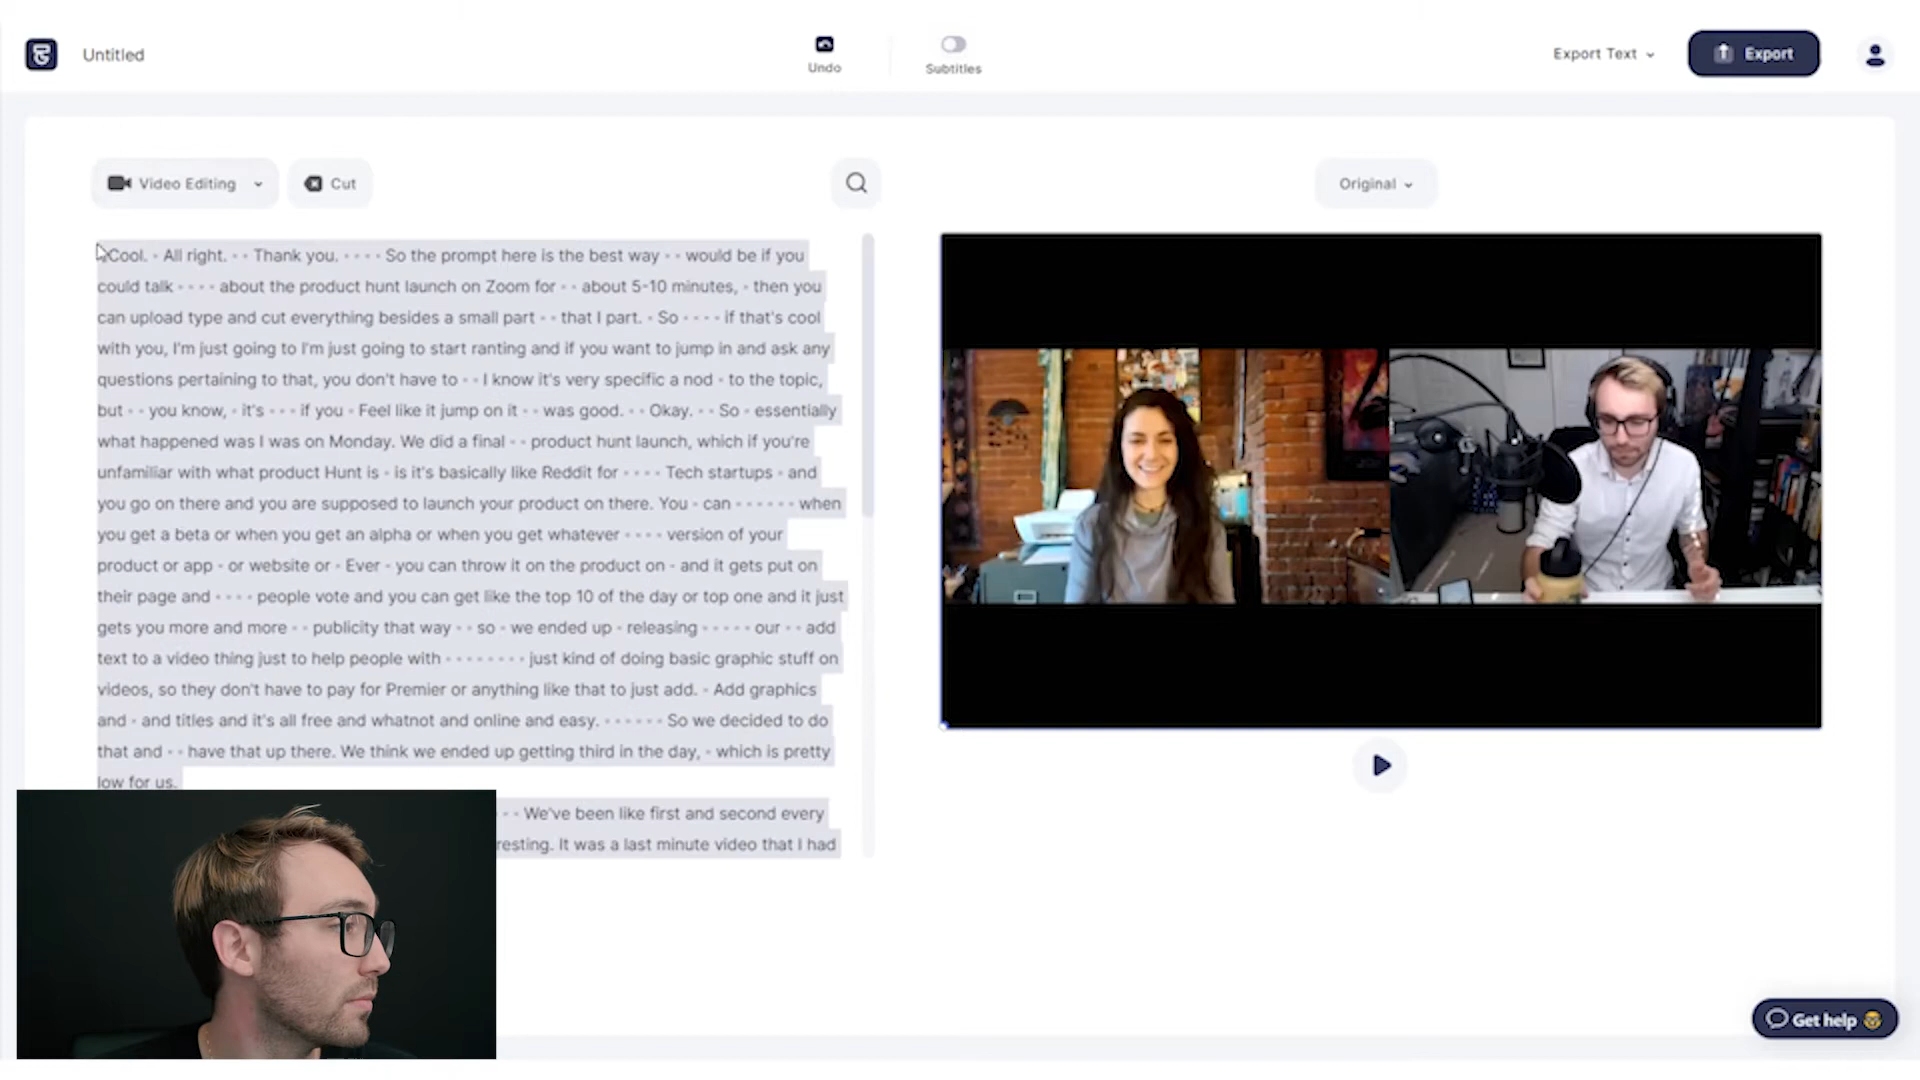 Untitled
Undo
Subtitles
Export Text
Export
Video Editing
Cut
Original
Cool. · All right. · · Thank you. · · · · So the prompt here is the best way · · would be if you
could talk · · · · about the product hunt launch on Zoom for · · about 5-10 minutes, · then you
can upload type and cut everything besides a small part · · that I part. · So · · · · if that's cool
with you, I'm just going to I'm just going to start ranting and if you want to jump in and ask any
questions pertaining to that, you don't have to · · I know it's very specific a nod · to the topic,
but · · you know, · it's · · · if you · Feel like it jump on it · · was good. · · Okay. · · So · essentially
what happened was I was on Monday. We did a final · · product hunt launch, which if you're
unfamiliar with what product Hunt is · is it's basically like Reddit for · · · · Tech startups · and
you go on there and you are supposed to launch your product on there. You · can · · · · · · when
you get a beta or when you get an alpha or when you get whatever · · · · version of your
product or app · or website or · Ever · you can throw it on the product on · and it gets put on
their page and · · · · people vote and you can get like the top 10 of the day or top one and it just
gets you more and more · · publicity that way · · so · we ended up · releasing · · · · · our · · add
text to a video thing just to help people with · · · · · · · · just kind of doing basic graphic stuff on
videos, so they don't have to pay for Premier or anything like that to just add. · Add graphics
and · and titles and it's all free and whatnot and online and easy. · · · · · · So we decided to do
that and · · have that up there. We think we ended up getting third in the day, · which is pretty
low for us.
· · We've been like first and second every
resting. It was a last minute video that I had
Get help